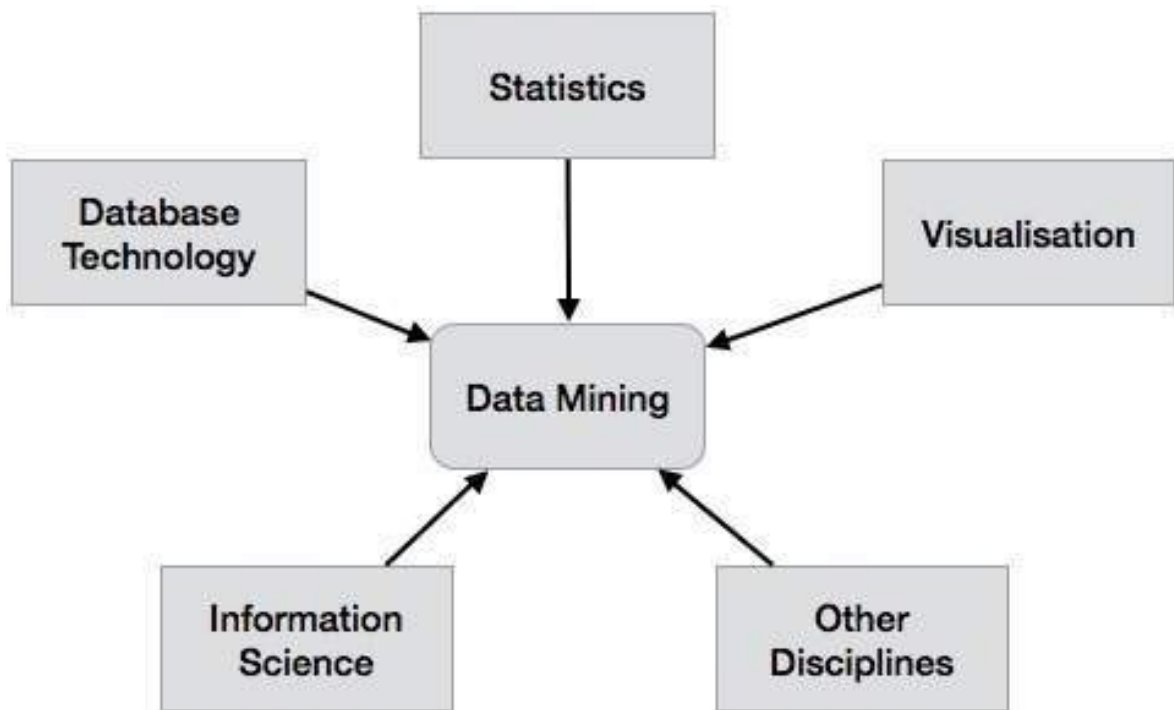 Statistics
Database
Technology
Visualisation
Data Mining
Information
Science
Other
Disciplines